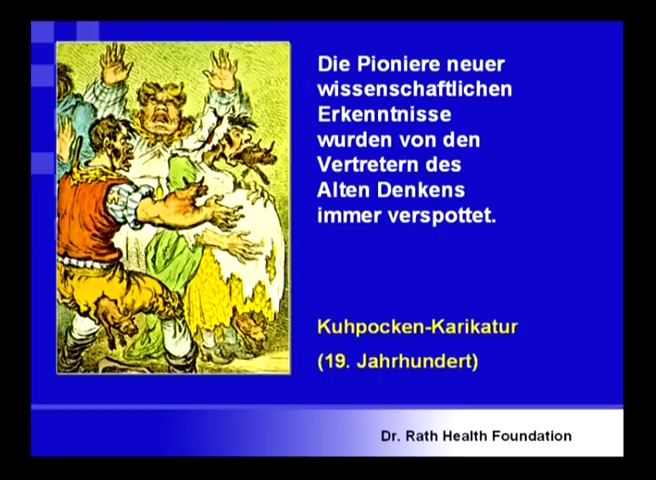 Die Pioniere neuer
wissenschaftlichen
Erkenntnisse
wurden von den
Vertretern des
Alten Denkens
immer verspottet.
Kuhpocken-Karikatur
(19. Jahrhundert)
Dr. Rath Health Foundation